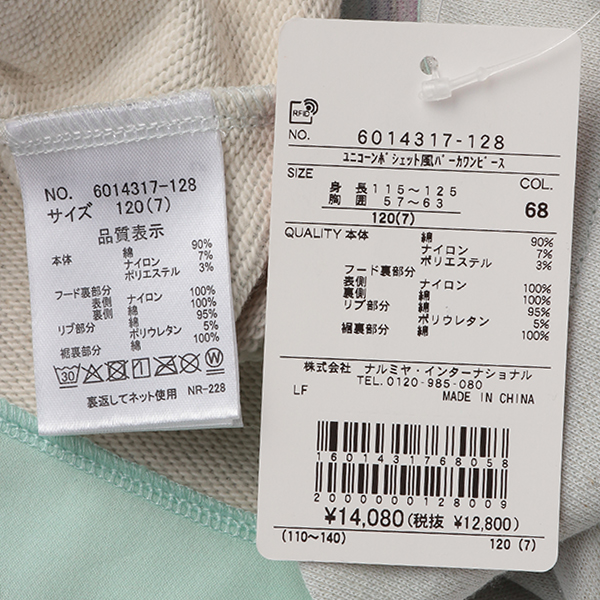 NO. 6014317-128
サイズ 120(7)
品質表示
本体 綿 90%
ナイロン 7%
ポリエステル 3%
フード裏部分
表側 ナイロン 100%
裏側 綿 100%
リブ部分 綿 95%
ポリウレタン 5%
裾裏部分 綿 100%
30
裏返してネット使用 NR-228
RFID
NO. 6014317-128
ユニコーンポシェット風パーカワンピース
SIZE COL.
身長 115~125
胸囲 57~63
68
120(7)
QUALITY 本体 綿 90%
ナイロン 7%
ポリエステル 3%
フード裏部分
表側 ナイロン 100%
裏側 綿 100%
リブ部分 綿 95%
ポリウレタン 5%
裾裏部分 綿 100%
株式会社 ナルミヤ・インターナショナル
TEL.0120-985-080
LF MADE IN CHINA
1601431768058
2000009012800
¥14,080(税抜 ¥12,800)
(110~140) 120 (7)